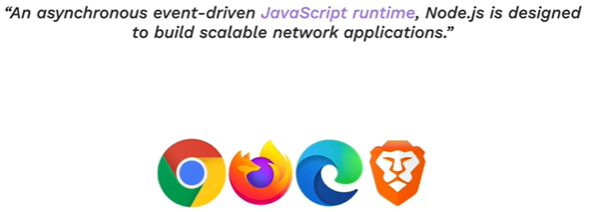 “An asynchronous event-driven JavaScript runtime, Node.js is designed
to build scalable network applications.”